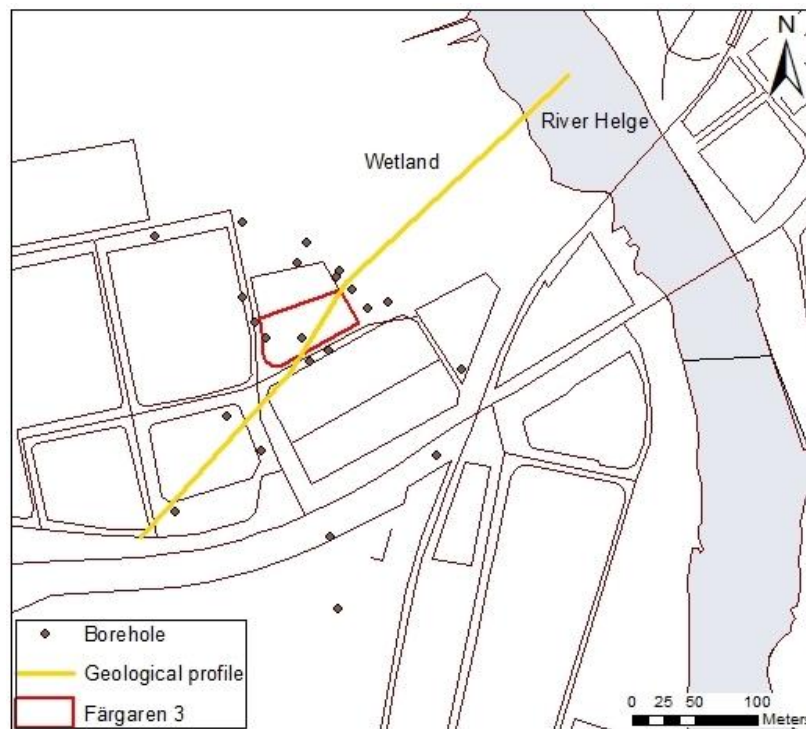 N
River Helge
Wetland
Borehole
Geological profile
Färgaren 3
0 25 50 100
Meters